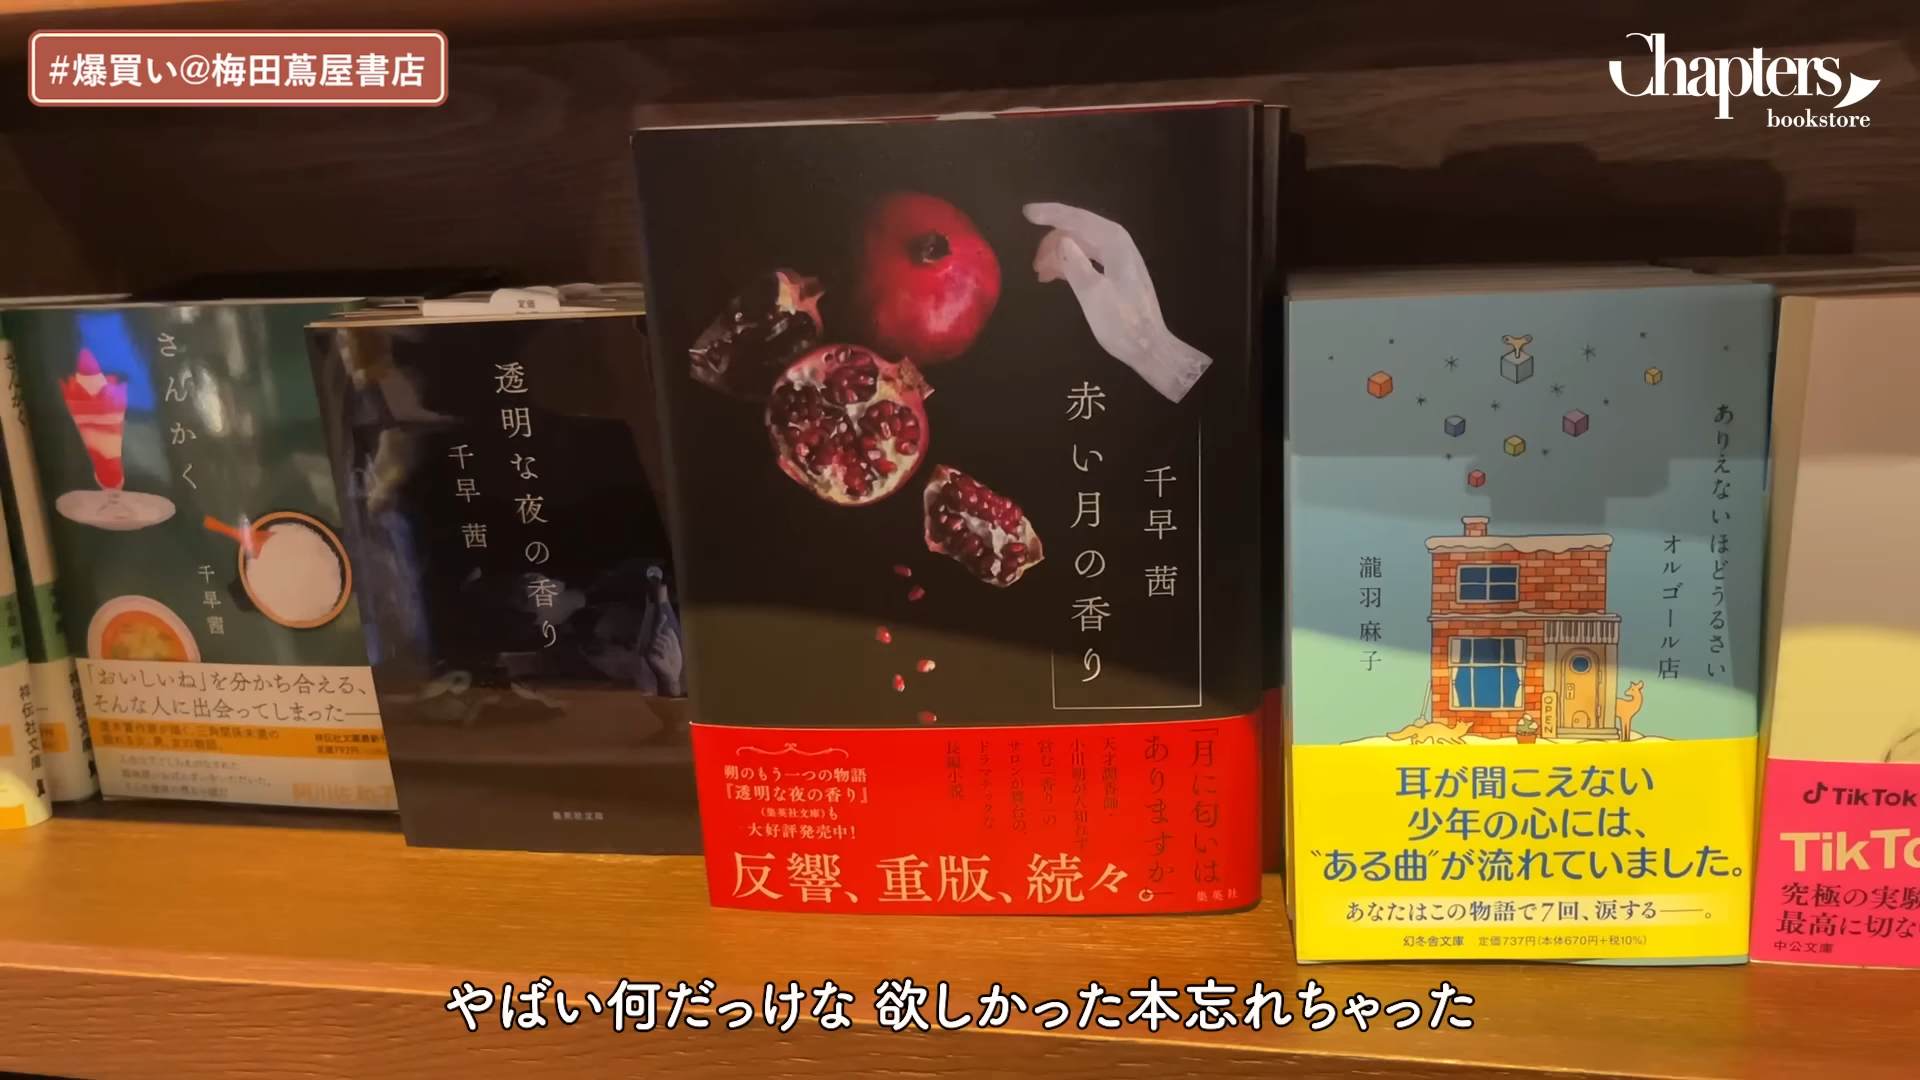 #爆買い@梅田蔦屋書店
Chapters
bookstore
さんかく
千早茜
「おいしいね」を分かち合える、
そんな人に出会ってしまった——
祥伝社文庫
透明な夜の香り
千早茜
集英社文庫
赤い月の香り
千早茜
「月に匂いは
ありますか」
天才調香師・
小川朔が人知れず
営む「香り」の
サロンが舞台の、
ドラマチックな
長編小説
朔のもう一つの物語
『透明な夜の香り』
(集英社文庫)も
大好評発売中!
反響、重版、続々。
集英社
ありえないほどうるさい
オルゴール店
瀧羽麻子
OPEN
耳が聞こえない
少年の心には、
“ある曲”が流れていました。
あなたはこの物語で7回、涙する——。
幻冬舎文庫 定価737円(本体670円+税10%)
TikTok
TikTo
究極の実験
最高に切な
中公文庫
やばい何だっけな 欲しかった本忘れちゃった